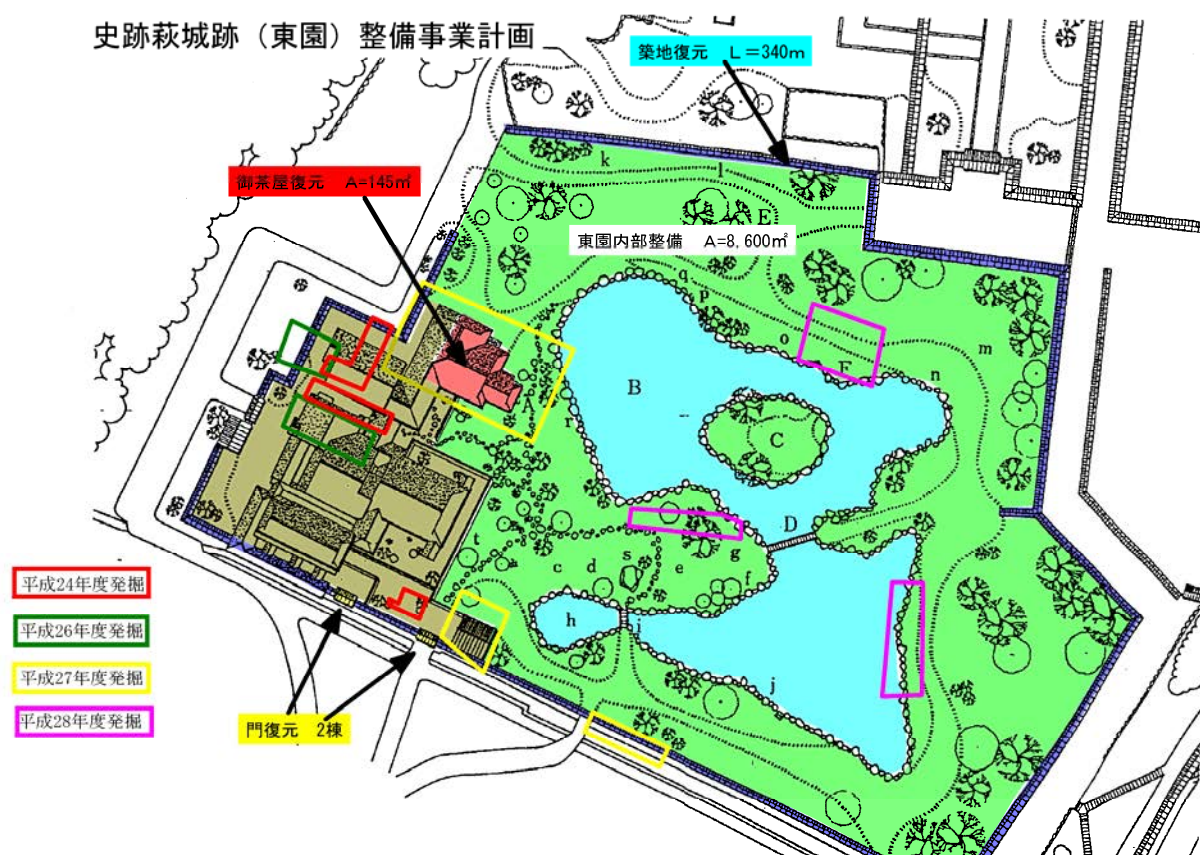 史跡萩城跡（東園）整備事業計画
築地復元　L＝340m
御茶屋復元　A=145㎡
東園内部整備　A=8,600㎡
k
l
E
q
p
o
F
m
n
B
A
r
C
D
t
c
d
s
e
g
f
h
i
j
平成24年度発掘
平成26年度発掘
平成27年度発掘
平成28年度発掘
門復元　2棟